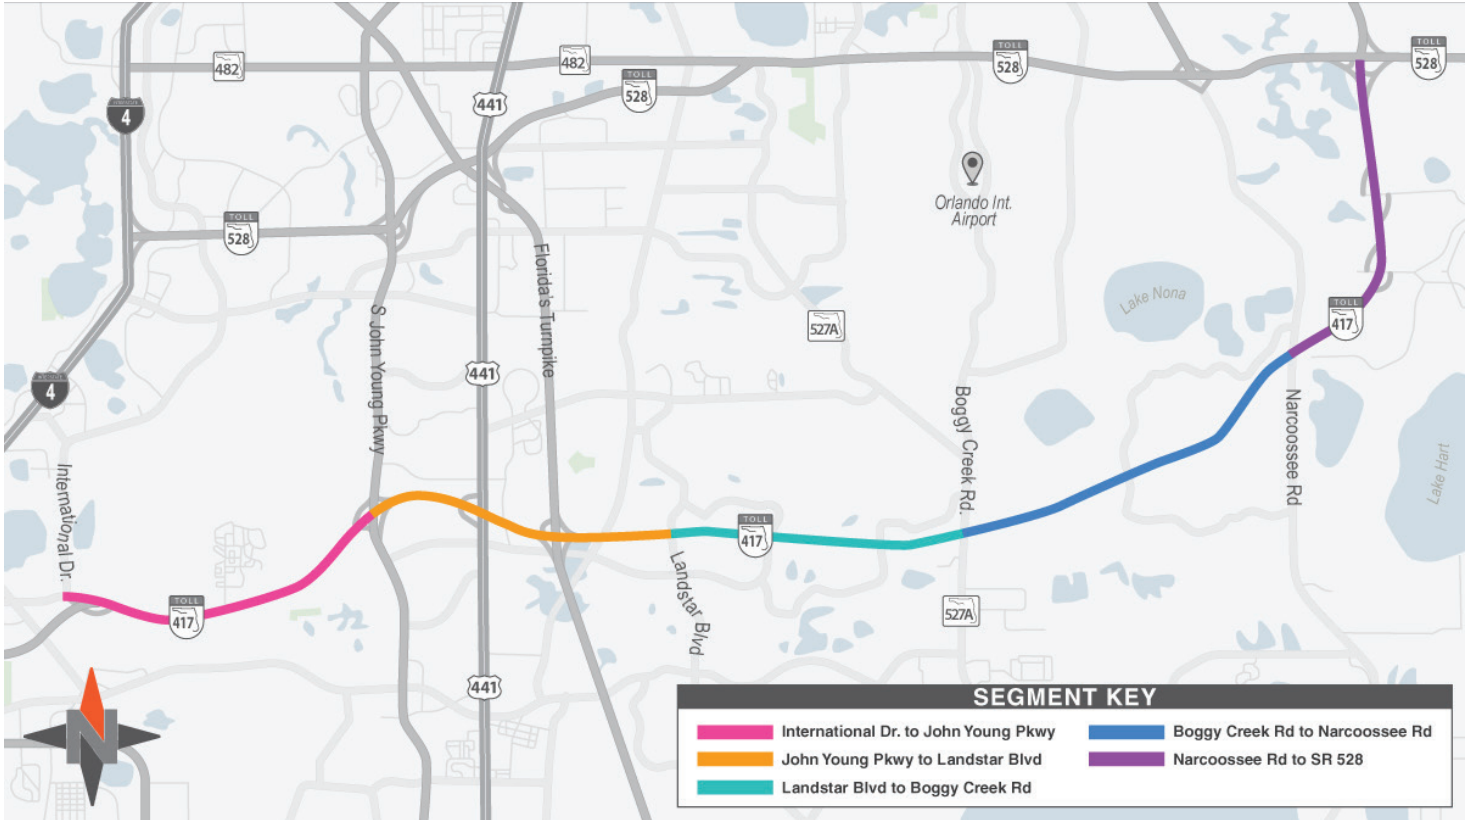 482
482
TOLL
528
TOLL
528
TOLL
528
441
4
Orlando Int.
Airport
TOLL
528
Florida's Turnpike
S John Young Pkwy
Lake Nona
TOLL
417
527A
441
4
Boggy Creek Rd.
Narcoossee Rd
Lake Hart
International Dr.
TOLL
417
Landstar Blvd
TOLL
417
527A
441
N
SEGMENT KEY
International Dr. to John Young Pkwy
John Young Pkwy to Landstar Blvd
Landstar Blvd to Boggy Creek Rd
Boggy Creek Rd to Narcoossee Rd
Narcoossee Rd to SR 528